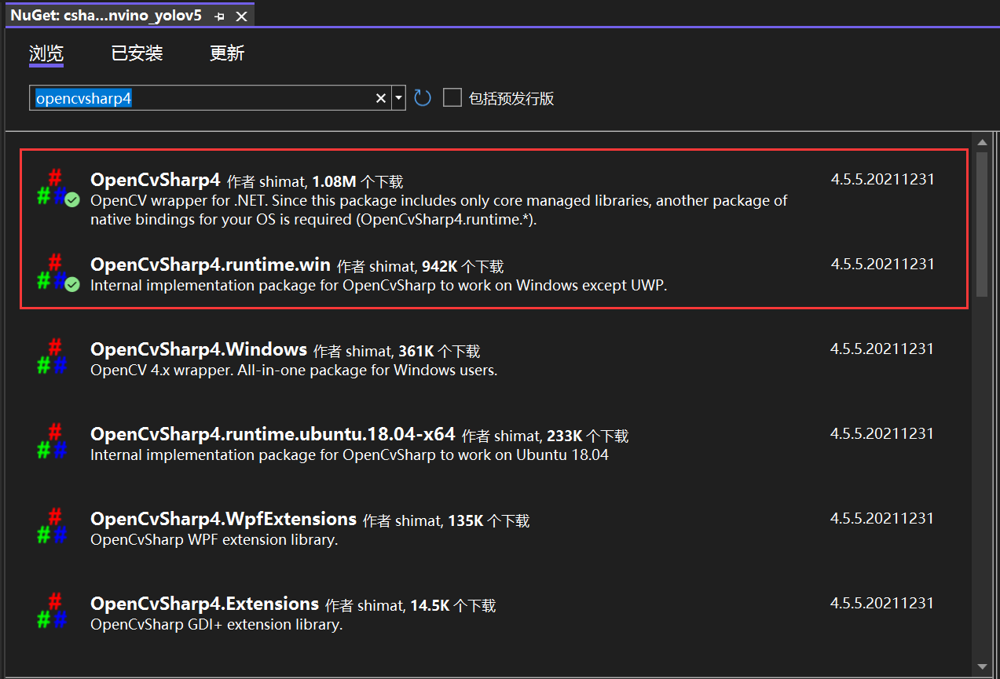 NuGet: csha...nvino_yolov5
浏览 已安装 更新
opencvsharp4 包括预发行版
OpenCvSharp4 作者 shimat, 1.08M 个下载 4.5.5.20211231
OpenCV wrapper for .NET. Since this package includes only core managed libraries, another package of
native bindings for your OS is required (OpenCvSharp4.runtime.*).
OpenCvSharp4.runtime.win 作者 shimat, 942K 个下载 4.5.5.20211231
Internal implementation package for OpenCvSharp to work on Windows except UWP.
OpenCvSharp4.Windows 作者 shimat, 361K 个下载 4.5.5.20211231
OpenCV 4.x wrapper. All-in-one package for Windows users.
OpenCvSharp4.runtime.ubuntu.18.04-x64 作者 shimat, 233K 个下载 4.5.5.20211231
Internal implementation package for OpenCvSharp to work on Ubuntu 18.04
OpenCvSharp4.WpfExtensions 作者 shimat, 135K 个下载 4.5.5.20211231
OpenCvSharp WPF extension library.
OpenCvSharp4.Extensions 作者 shimat, 14.5K 个下载 4.5.5.20211231
OpenCvSharp GDI+ extension library.